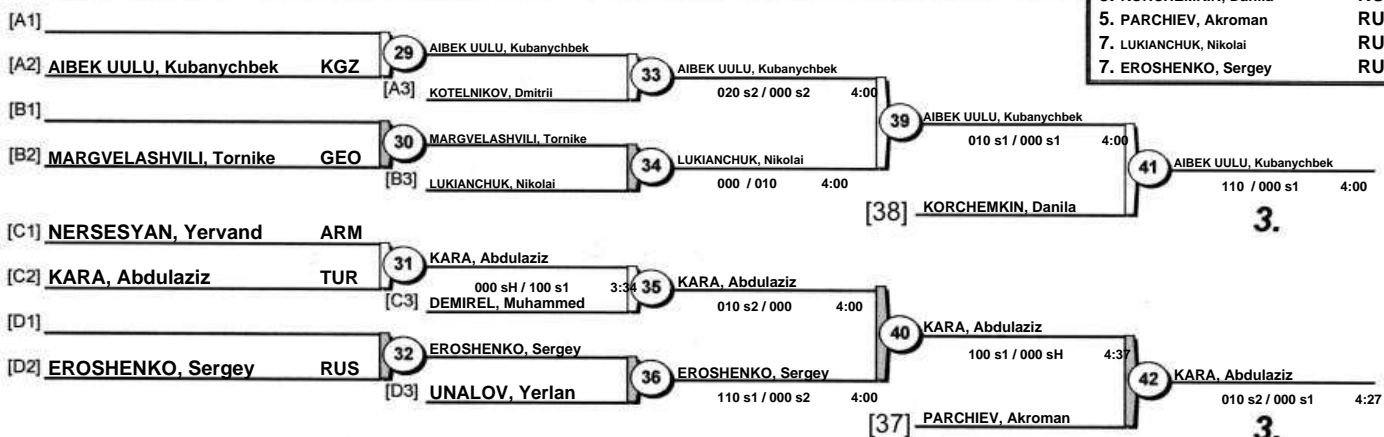 5. PARCHIEV, Akroman RU
7. LUKIANCHUK, Nikolai RU
7. EROSHENKO, Sergey RU
[A1]
[A2] AIBEK UULU, Kubanychbek KGZ
29
[A3]
AIBEK UULU, Kubanychbek
KOTELNIKOV, Dmitrii
33
AIBEK UULU, Kubanychbek
020 s2 / 000 s2 4:00
[B1]
[B2] MARGVELASHVILI, Tornike GEO
30
[B3]
MARGVELASHVILI, Tornike
LUKIANCHUK, Nikolai
34
LUKIANCHUK, Nikolai
000 / 010 4:00
39
AIBEK UULU, Kubanychbek
010 s1 / 000 s1 4:00
[38] KORCHEMKIN, Danila
41
AIBEK UULU, Kubanychbek
110 / 000 s1 4:00
3.
[C1] NERSESYAN, Yervand ARM
[C2] KARA, Abdulaziz TUR
31
[C3]
KARA, Abdulaziz
000 sH / 100 s1 3:34
DEMIREL, Muhammed
35
KARA, Abdulaziz
010 s2 / 000 4:00
[D1]
[D2] EROSHENKO, Sergey RUS
32
[D3]
EROSHENKO, Sergey
UNALOV, Yerlan
36
EROSHENKO, Sergey
110 s1 / 000 s2 4:00
40
KARA, Abdulaziz
100 s1 / 000 sH 4:37
[37] PARCHIEV, Akroman
42
KARA, Abdulaziz
010 s2 / 000 s1 4:27
3.